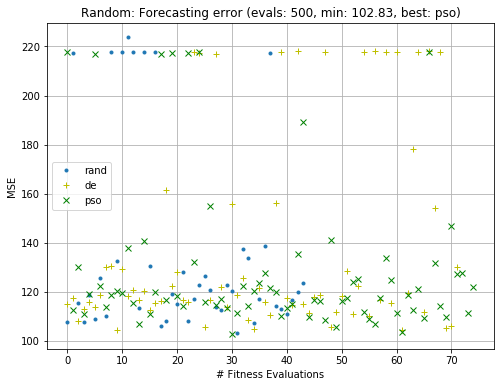 Random: Forecasting error (evals: 500, min: 102.83, best: pso)
220
200
180
160
140
120
100
MSE
rand
de
pso
0 10 20 30 40 50 60 70
# Fitness Evaluations